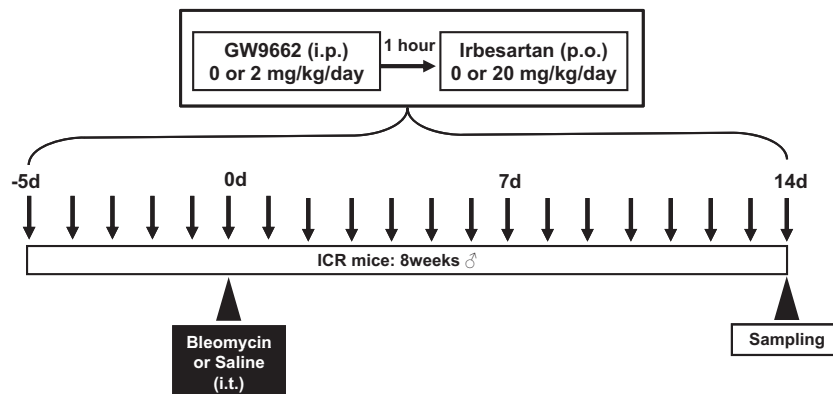 GW9662 (i.p.)
0 or 2 mg/kg/day
1 hour
Irbesartan (p.o.)
0 or 20 mg/kg/day
-5d
0d
7d
14d
ICR mice: 8weeks ♂
Bleomycin
or Saline
(i.t.)
Sampling